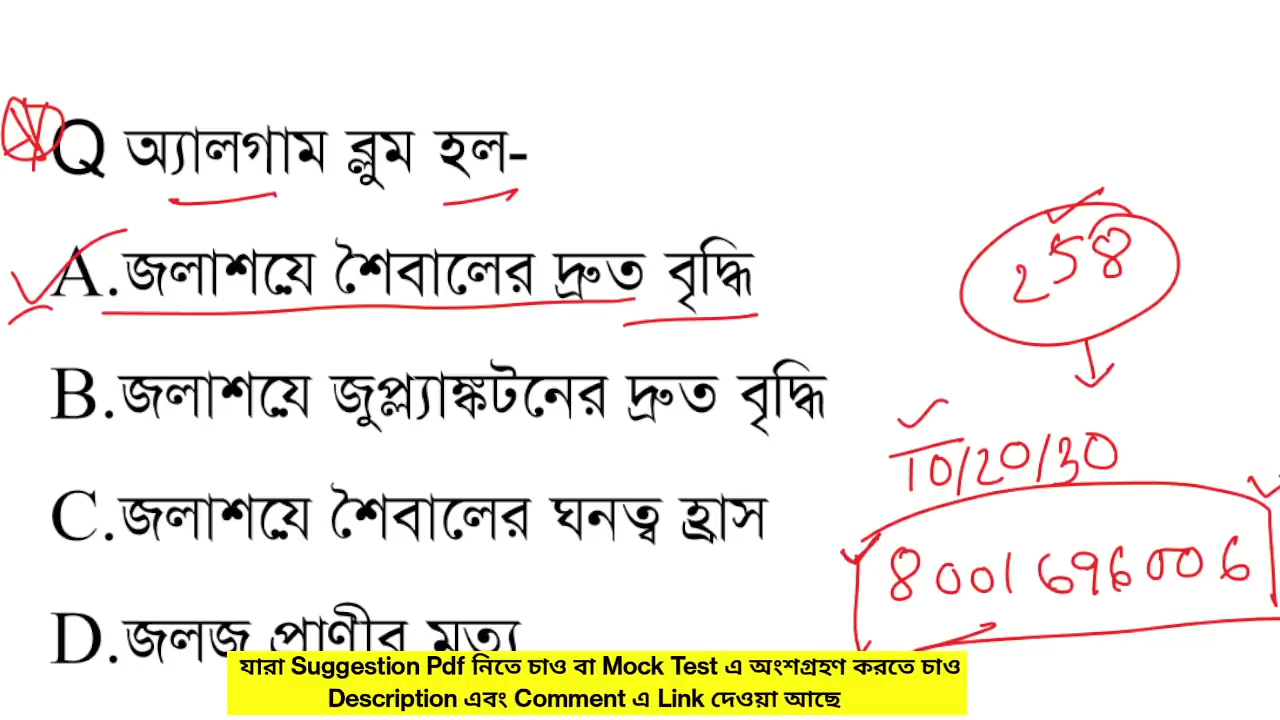 Q অ্যালগাম ব্লুম হল-
A.জলাশয়ে শৈবালের দ্রুত বৃদ্ধি
258
B.জলাশয়ে জুপ্ল্যাঙ্কটনের দ্রুত বৃদ্ধি
10/20/30
C.জলাশয়ে শৈবালের ঘনত্ব হ্রাস
8001696006
D.জলজ প্রাণীর মৃত্যু
যারা Suggestion Pdf নিতে চাও বা Mock Test এ অংশগ্রহণ করতে চাও
Description এবং Comment এ Link দেওয়া আছে